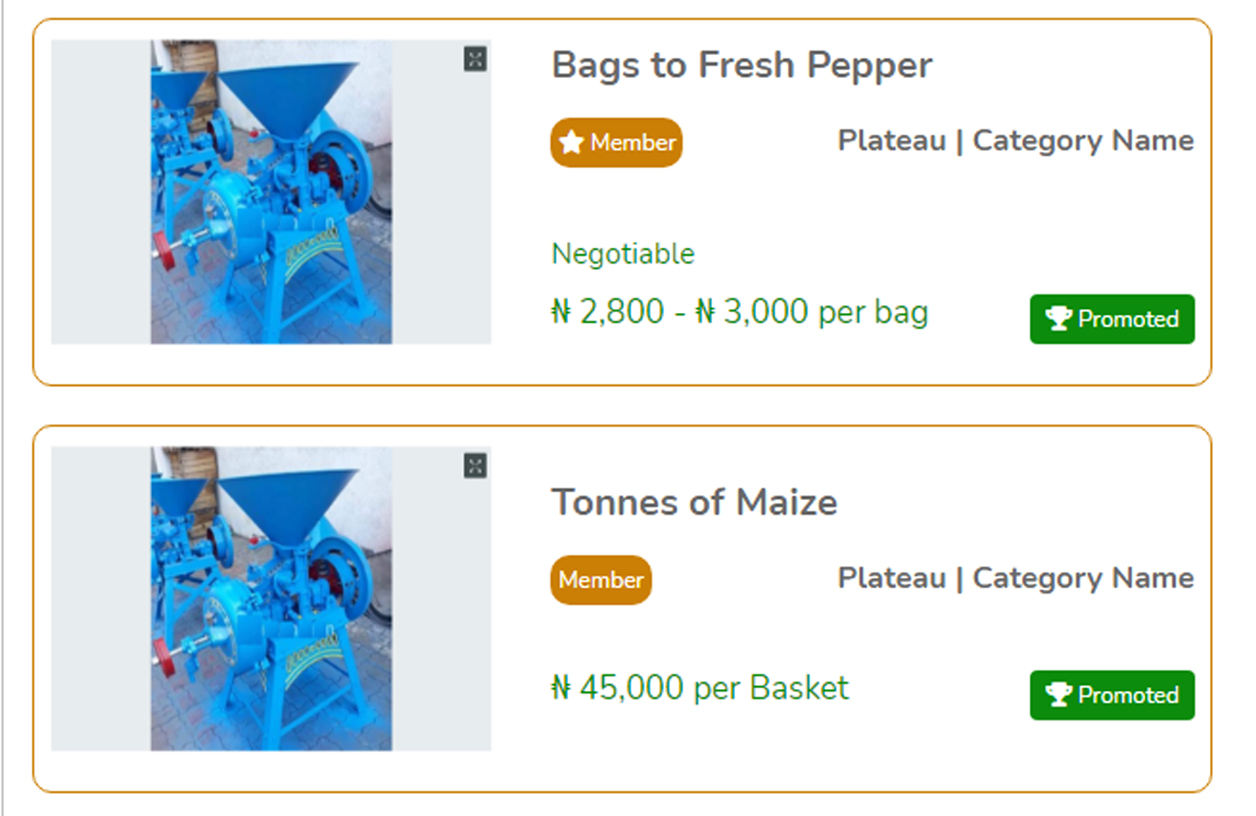 Bags to Fresh Pepper
Member
Plateau | Category Name
Negotiable
₦ 2,800 - ₦ 3,000 per bag
Promoted
Tonnes of Maize
Member
Plateau | Category Name
₦ 45,000 per Basket
Promoted